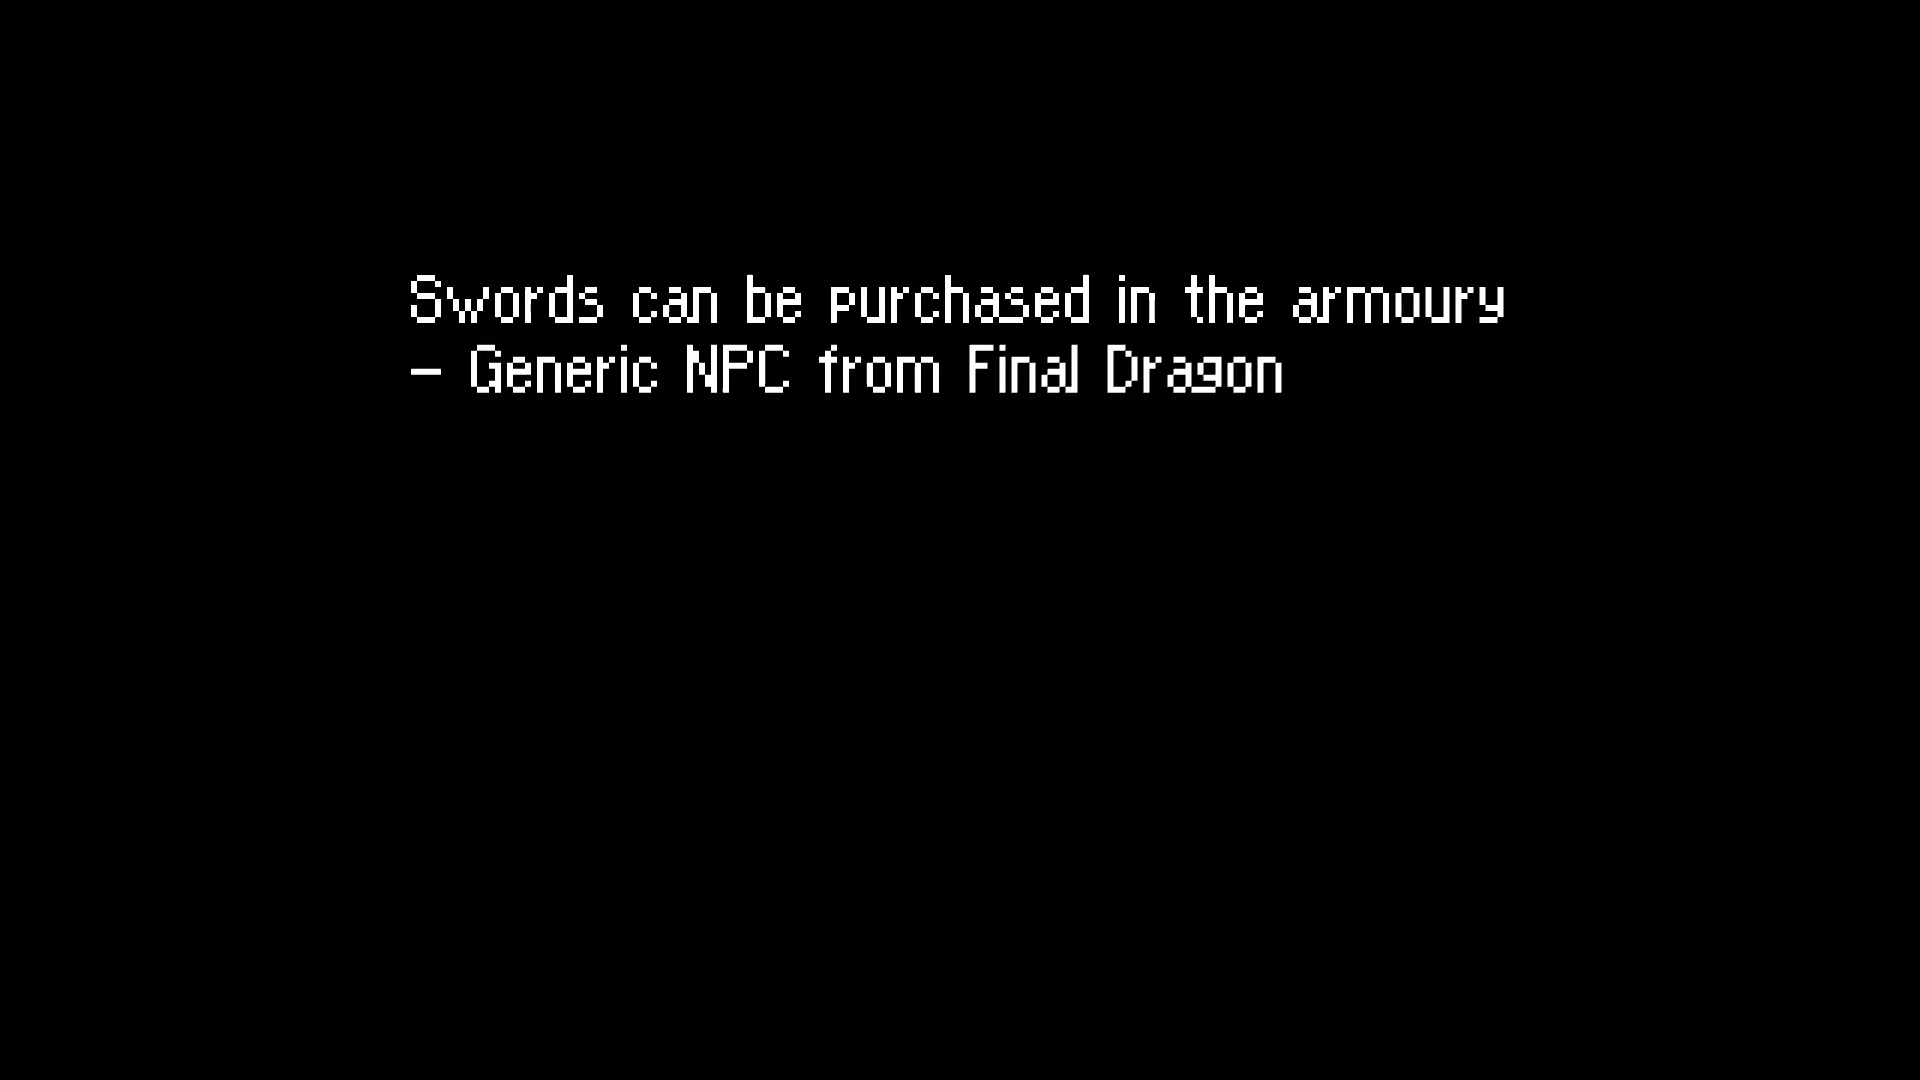 Swords can be purchased in the armoury
- Generic NPC from Final Dragon